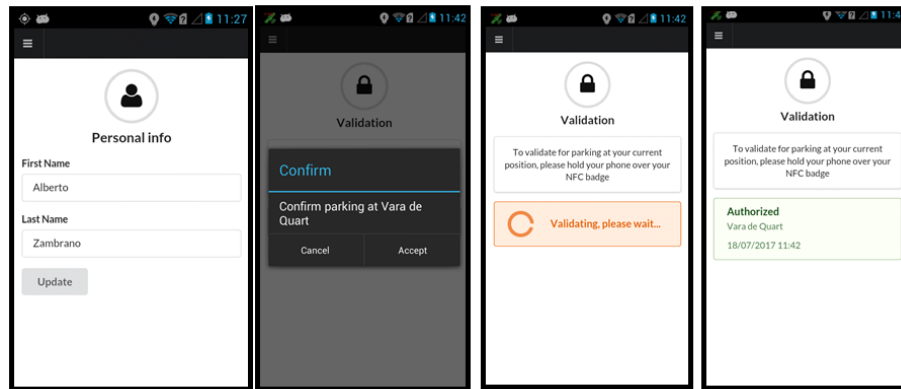 11:27
Personal info
First Name
Alberto
Last Name
Zambrano
Update
11:42
Validation
Confirm
Confirm parking at Vara de
Quart
Cancel
Accept
11:42
Validation
To validate for parking at your current
position, please hold your phone over your
NFC badge
Validating, please wait...
11:4
Validation
To validate for parking at your current
position, please hold your phone over your
NFC badge
Authorized
Vara de Quart
18/07/2017 11:42